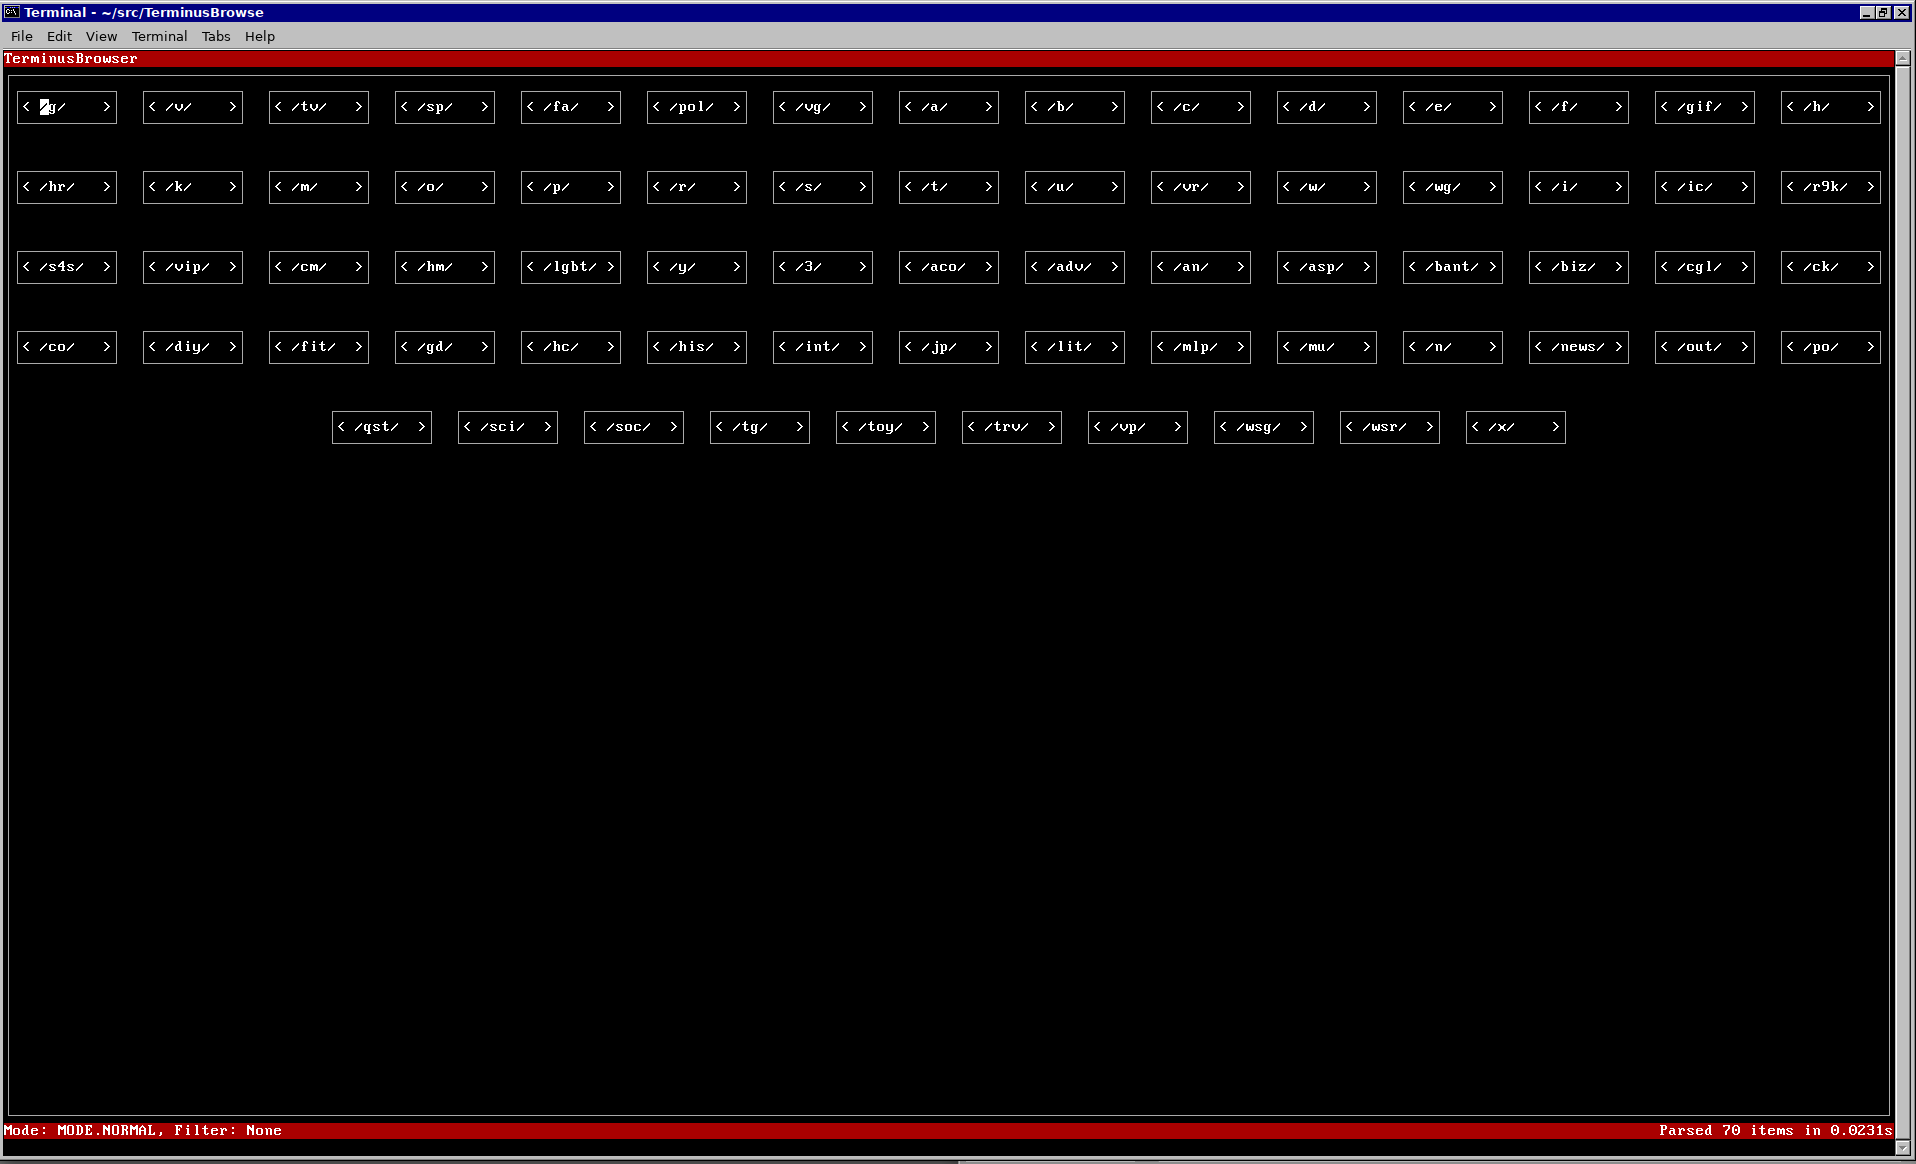 Terminal - ~/src/TerminusBrowse
File Edit View Terminal Tabs Help
TerminusBrowser
< /g/ > < /v/ > < /tv/ > < /sp/ > < /fa/ > < /pol/ > < /vg/ > < /a/ > < /b/ > < /c/ > < /d/ > < /e/ > < /f/ > < /gif/ > < /h/ >
< /hr/ > < /k/ > < /m/ > < /o/ > < /p/ > < /r/ > < /s/ > < /t/ > < /u/ > < /vr/ > < /w/ > < /wg/ > < /i/ > < /ic/ > < /r9k/ >
< /s4s/ > < /vip/ > < /cm/ > < /hm/ > < /lgbt/ > < /y/ > < /3/ > < /aco/ > < /adv/ > < /an/ > < /asp/ > < /bant/ > < /biz/ > < /cgl/ > < /ck/ >
< /co/ > < /diy/ > < /fit/ > < /gd/ > < /hc/ > < /his/ > < /int/ > < /jp/ > < /lit/ > < /mlp/ > < /mu/ > < /n/ > < /news/ > < /out/ > < /po/ >
< /qst/ > < /sci/ > < /soc/ > < /tg/ > < /toy/ > < /trv/ > < /vp/ > < /wsg/ > < /wsr/ > < /x/ >
Mode: MODE.NORMAL, Filter: None Parsed 70 items in 0.0231s